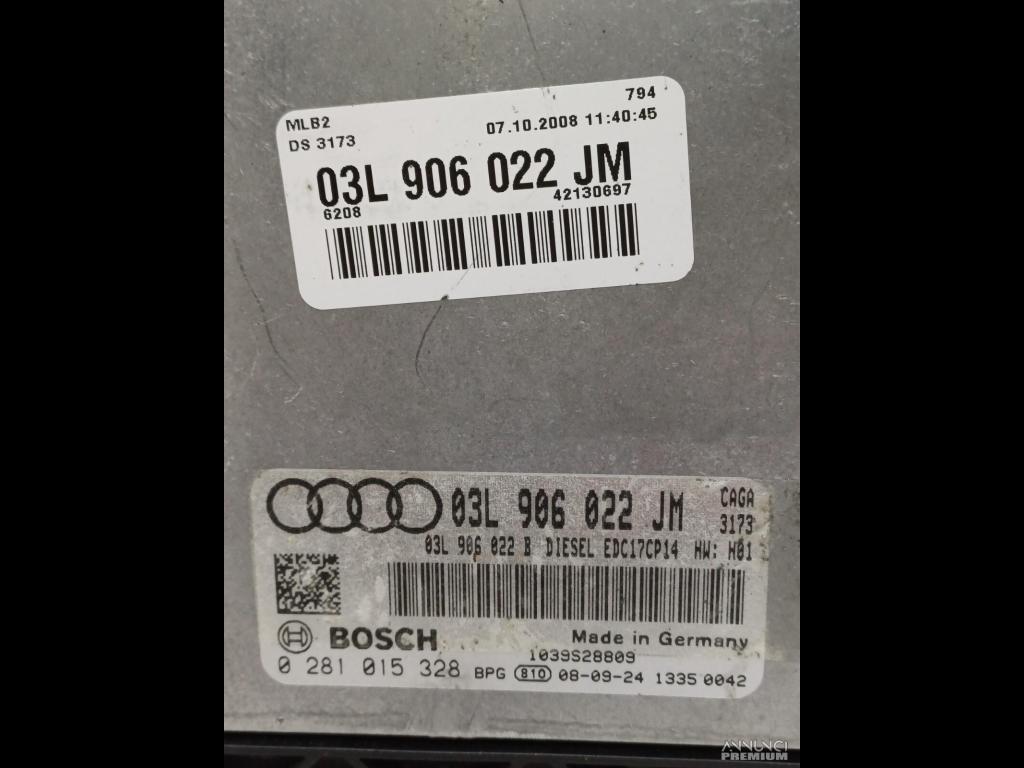 MLB2
794
DS 3173
07.10.2008 11:40:45
03L 906 022 JM
6208
42130697
03L 906 022 JM
CAGA
3173
03L 906 022 B DIESEL EDC17CP14 HW: H01
BOSCH
Made in Germany
1039S28809
0 281 015 328 BPG 810 08-09-24 1335 0042
ANNUNCI
PREMIUM